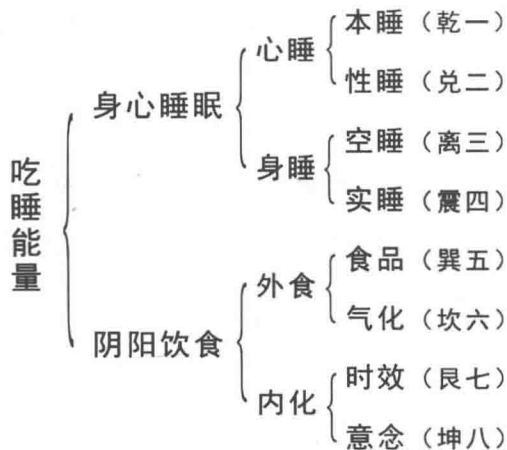 吃睡能量
身心睡眠
心睡
本睡（乾一）
性睡（兑二）
身睡
空睡（离三）
实睡（震四）
阴阳饮食
外食
食品（巽五）
气化（坎六）
内化
时效（艮七）
意念（坤八）